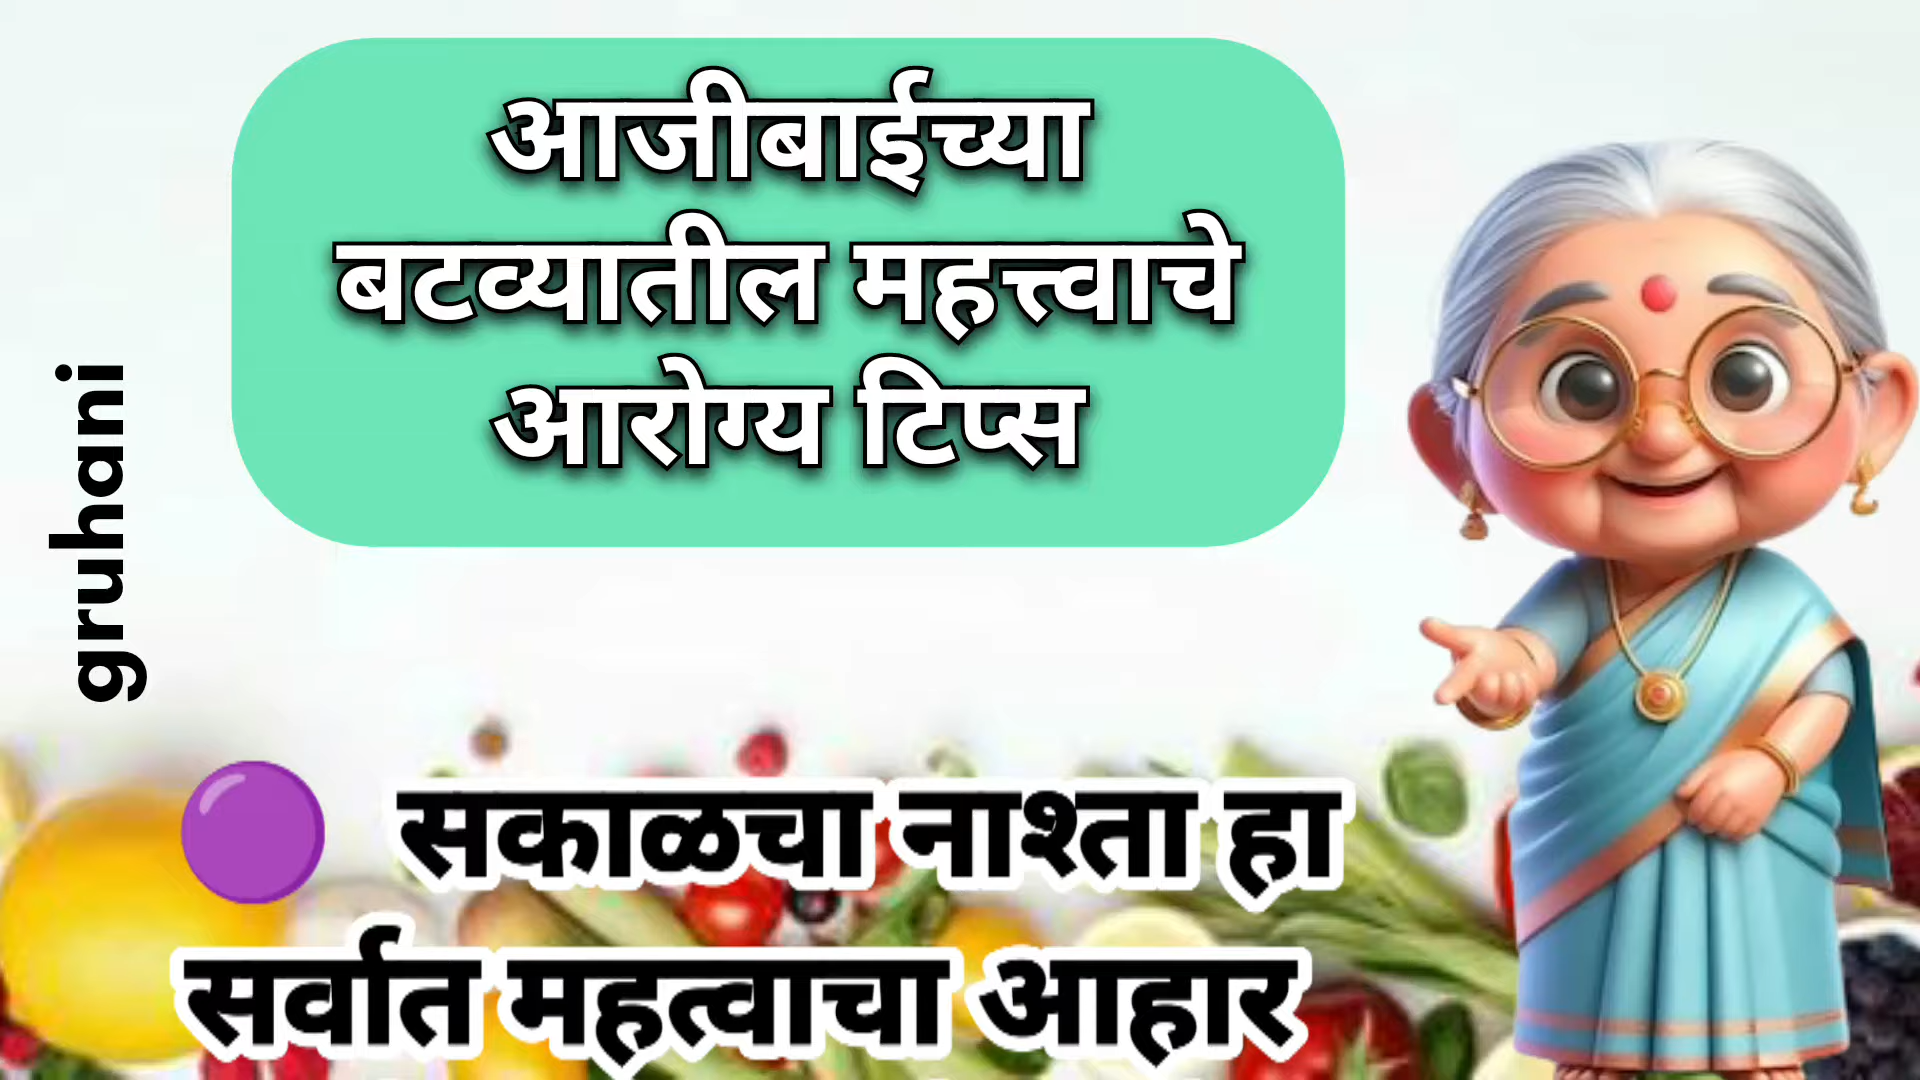 आजीबाईच्या
बटव्यातील महत्त्वाचे
आरोग्य टिप्स
gruhani
सकाळचा नाश्ता हा
सर्वात महत्वाचा आहार